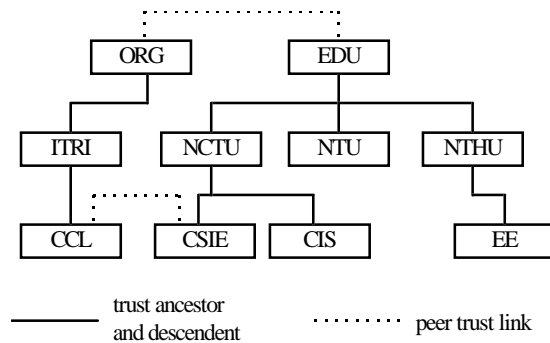 ORG EDU
ITRI NCTU NTU NTHU
CCL CSIE CIS EE
trust ancestor
and descendent
peer trust link